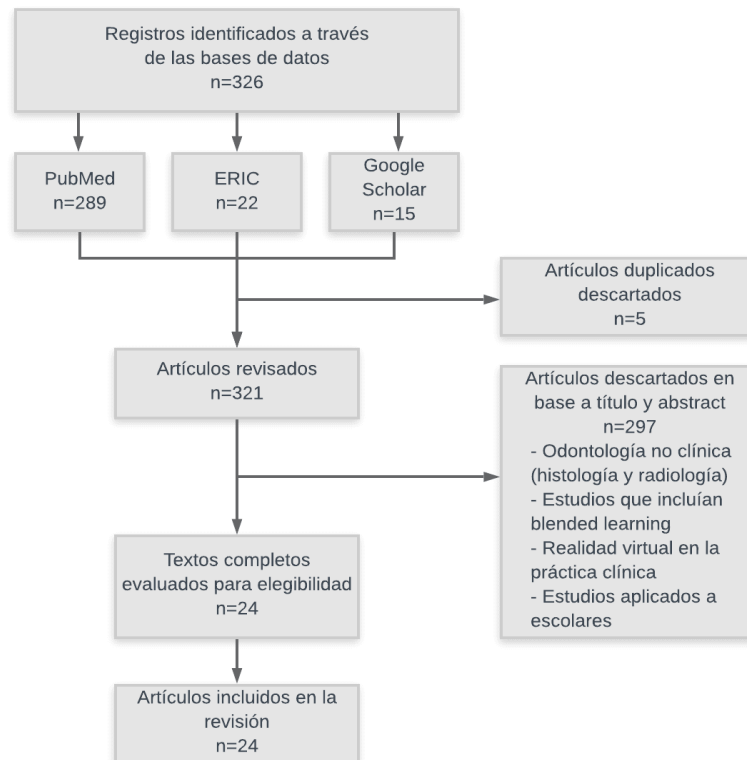 Registros identificados a través
de las bases de datos
n=326
PubMed
n=289
ERIC
n=22
Google
Scholar
n=15
Artículos duplicados
descartados
n=5
Artículos revisados
n=321
Artículos descartados en
base a título y abstract
n=297
- Odontología no clínica
(histología y radiología)
- Estudios que incluían
blended learning
- Realidad virtual en la
práctica clínica
- Estudios aplicados a
escolares
Textos completos
evaluados para elegibilidad
n=24
Artículos incluidos en la
revisión
n=24